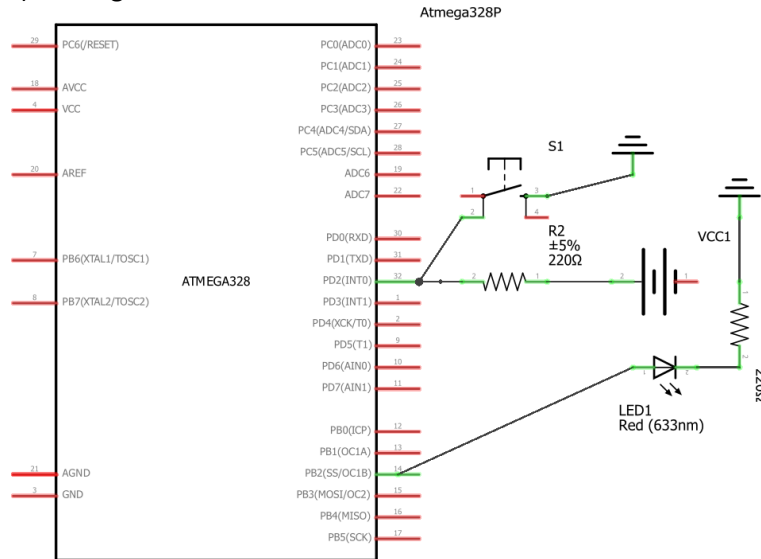 Atmega328P
29 PC6(/RESET) PC0(ADC0) 23
PC1(ADC1) 24
18 AVCC PC2(ADC2) 25
4 VCC PC3(ADC3) 26
PC4(ADC4/SDA) 27
PC5(ADC5/SCL) 28
20 AREF ADC6 19
ADC7 22
PD0(RXD) 30
7 PB6(XTAL1/TOSC1) PD1(TXD) 31
ATMEGA328 PD2(INT0) 32
8 PB7(XTAL2/TOSC2) PD3(INT1) 1
PD4(XCK/T0) 2
PD5(T1) 9
PD6(AIN0) 10
PD7(AIN1) 11
PB0(ICP) 12
PB1(OC1A) 13
21 AGND PB2(SS/OC1B) 14
3 GND PB3(MOSI/OC2) 15
PB4(MISO) 16
PB5(SCK) 17
S1
1 3
2 4
R2
±5%
220Ω
2 1
VCC1
2 1
1
2
LED1
Red (633nm)
1 2